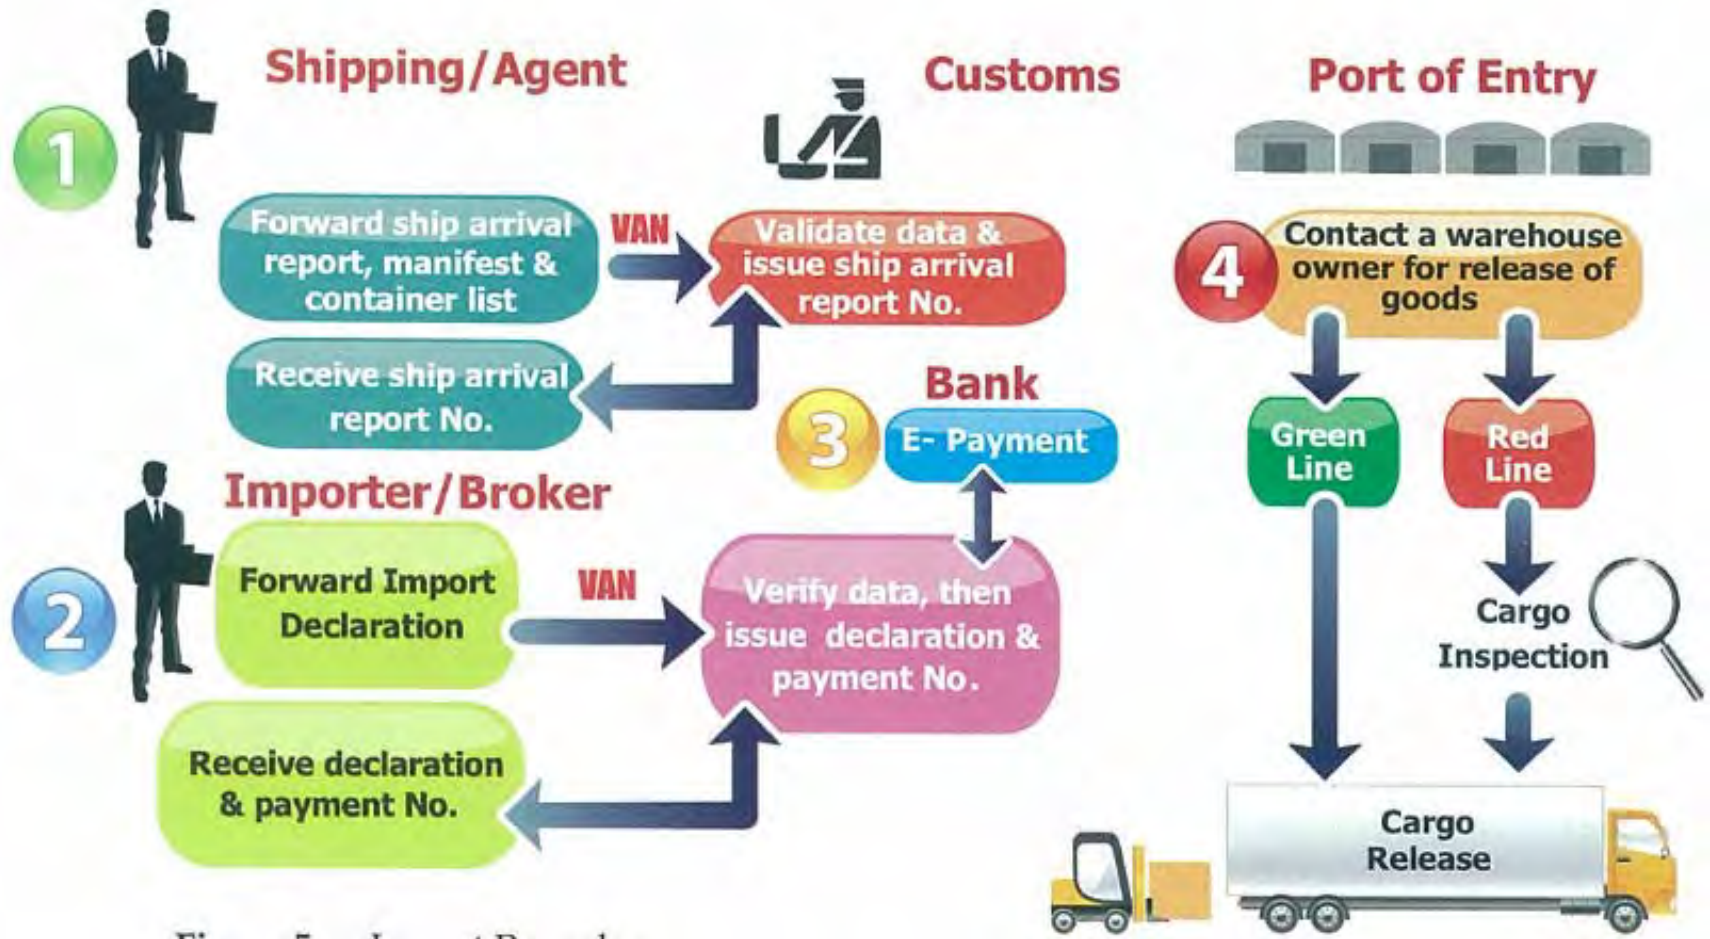 Shipping/Agent
Customs
Port of Entry
1
Forward ship arrival
report, manifest &
container list
VAN
Validate data &
issue ship arrival
report No.
Receive ship arrival
report No.
4
Contact a warehouse
owner for release of
goods
Bank
3
E- Payment
Green
Line
Red
Line
Importer/Broker
2
Forward Import
Declaration
VAN
Verify data, then
issue declaration &
payment No.
Receive declaration
& payment No.
Cargo
Inspection
Cargo
Release